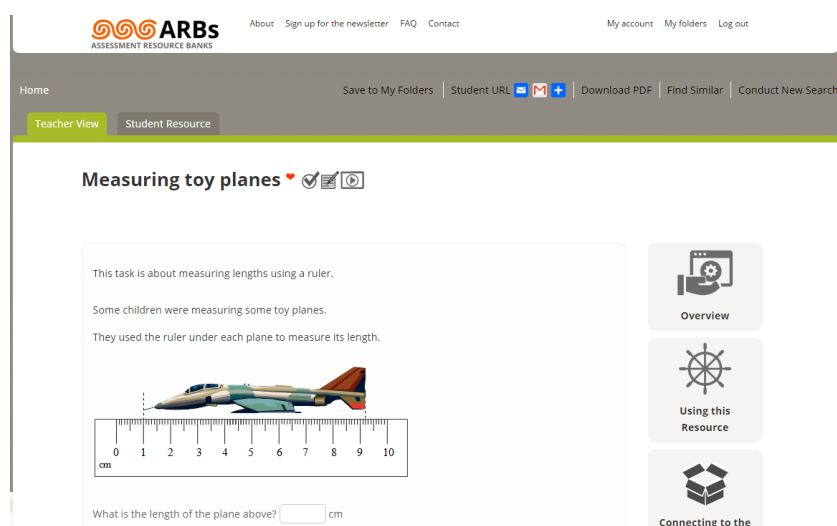 ARBs
ASSESSMENT RESOURCE BANKS
About Sign up for the newsletter FAQ Contact
My account My folders Log out
Home
Save to My Folders Student URL Download PDF Find Similar Conduct New Search
Teacher View Student Resource
Measuring toy planes
This task is about measuring lengths using a ruler.
Some children were measuring some toy planes.
They used the ruler under each plane to measure its length.
0 1 2 3 4 5 6 7 8 9 10
cm
What is the length of the plane above? cm
Overview
Using this
Resource
Connecting to the